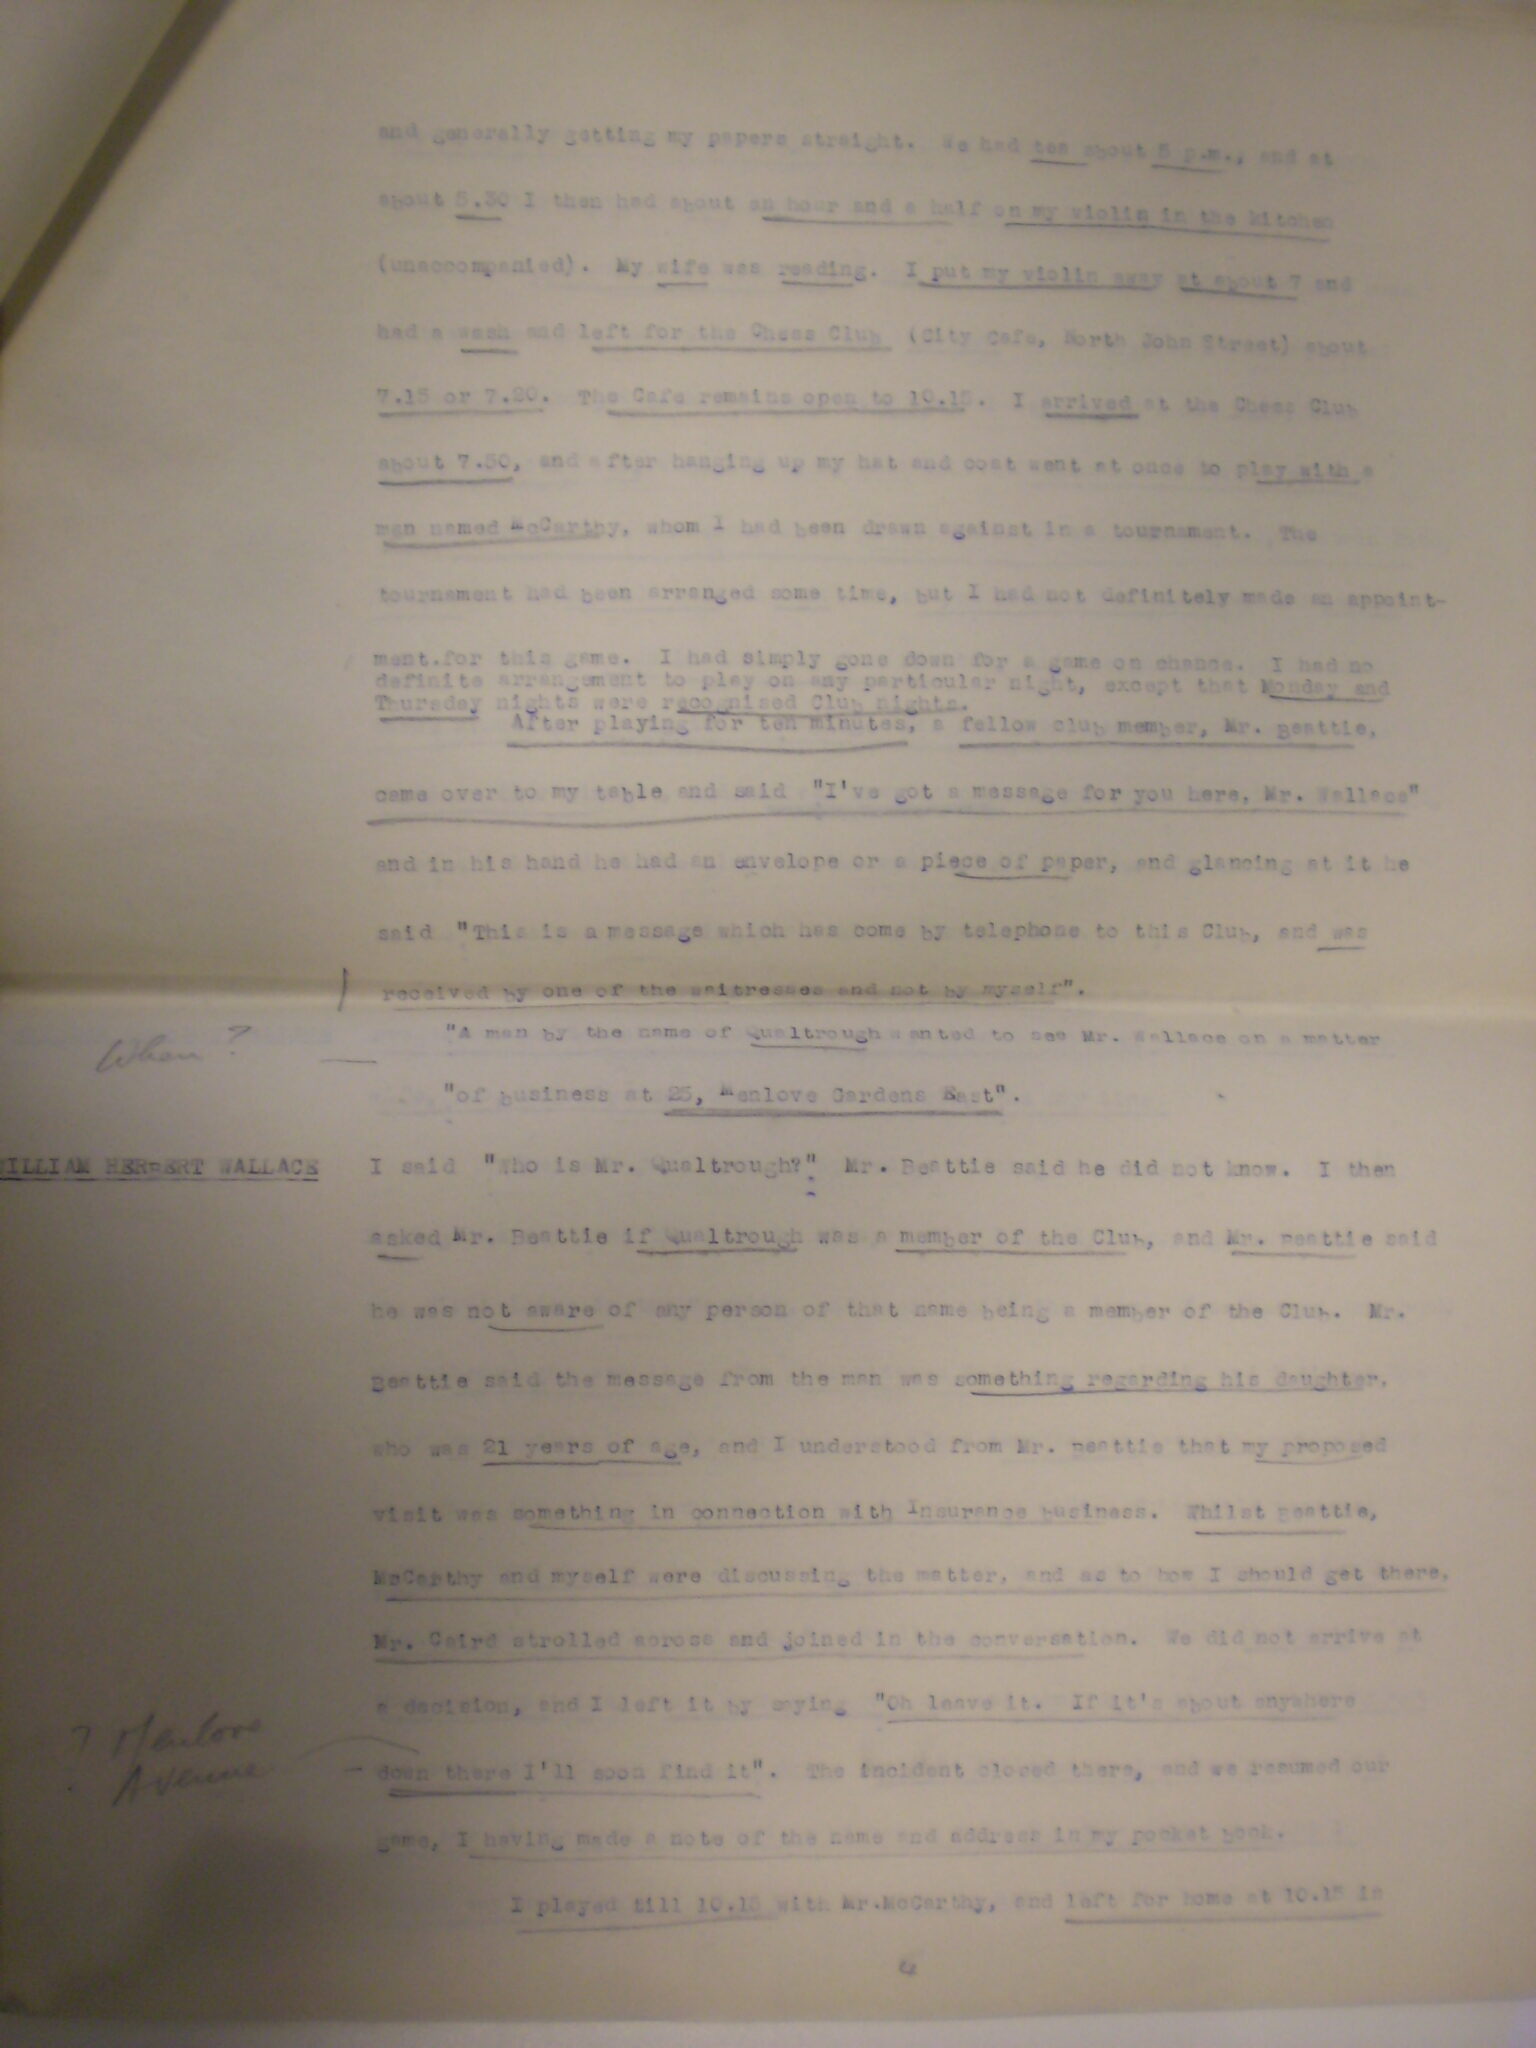 and generally getting my papers straight. We had tea about 5 p.m., and at
about 5.30 I then had about an hour and a half on my violin in the kitchen
(unaccompanied). My wife was reading. I put my violin away at about 7 and
had a wash and left for the Chess Club (City Cafe, North John Street) about
7.15 or 7.20. The Cafe remains open to 10.15. I arrived at the Chess Club
about 7.50, and after hanging up my hat and coat went at once to play with a
man named McCarthy, whom I had been drawn against in a tournament. The
tournament had been arranged some time, but I had not definitely made an appoint-
ment.for this game. I had simply gone down for a game on chance. I had no
definite arrangement to play on any particular night, except that Monday and
Thursday nights were recognised Club nights.
After playing for ten minutes, a fellow club member, Mr. Beattie,
came over to my table and said "I've got a message for you here, Mr. Wallace"
and in his hand he had an envelope or a piece of paper, and glancing at it he
said "This is a message which has come by telephone to this Club, and was
received by one of the waitresses and not by myself".
When ?
"A man by the name of Qualtrough wanted to see Mr. Wallace on a matter
"of business at 25, Menlove Gardens East".
WILLIAM HERBERT WALLACE
I said "Who is Mr. Qualtrough?" Mr. Beattie said he did not know. I then
asked Mr. Beattie if Qualtrough was a member of the Club, and Mr. Beattie said
he was not aware of any person of that name being a member of the Club. Mr.
Beattie said the message from the man was something regarding his daughter,
who was 21 years of age, and I understood from Mr. Beattie that my proposed
visit was something in connection with Insurance business. Whilst Beattie,
McCarthy and myself were discussing the matter, and as to how I should get there,
Mr. Caird strolled across and joined in the conversation. We did not arrive at
a decision, and I left it by saying "Oh leave it. If it's about anywhere
? Menlove
Avenue
down there I'll soon find it". The incident closed there, and we resumed our
game, I having made a note of the name and address in my pocket book.
I played till 10.15 with Mr.McCarthy, and left for home at 10.15 in
4